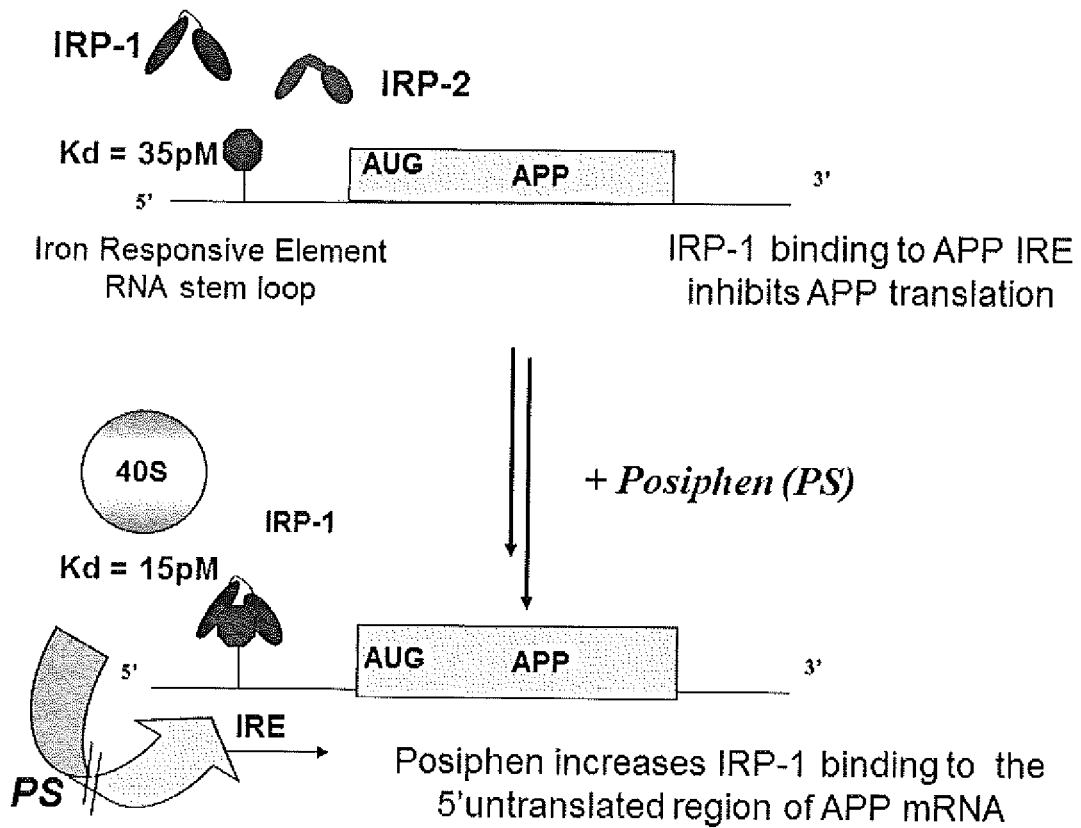 IRP-1
IRP-2
Kd = 35pM
AUG
APP
5'
3'
Iron Responsive Element
RNA stem loop
IRP-1 binding to APP IRE
inhibits APP translation
40S
+ Posiphen (PS)
IRP-1
Kd = 15pM
5'
AUG
APP
3'
IRE
PS
Posiphen increases IRP-1 binding to the
5'untranslated region of APP mRNA